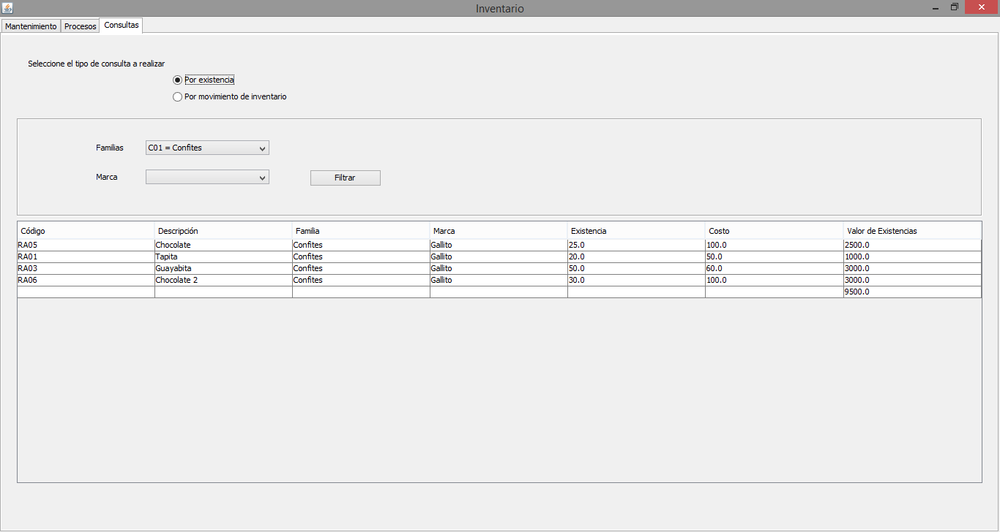 Inventario
Mantenimiento Procesos Consultas
Seleccione el tipo de consulta a realizar
Por existencia
Por movimiento de inventario
Familias C01 = Confites
Marca Filtrar
Código Descripción Familia Marca Existencia Costo Valor de Existencias
RA05 Chocolate Confites Gallito 25.0 100.0 2500.0
RA01 Tapita Confites Gallito 20.0 50.0 1000.0
RA03 Guayabita Confites Gallito 50.0 60.0 3000.0
RA06 Chocolate 2 Confites Gallito 30.0 100.0 3000.0
9500.0